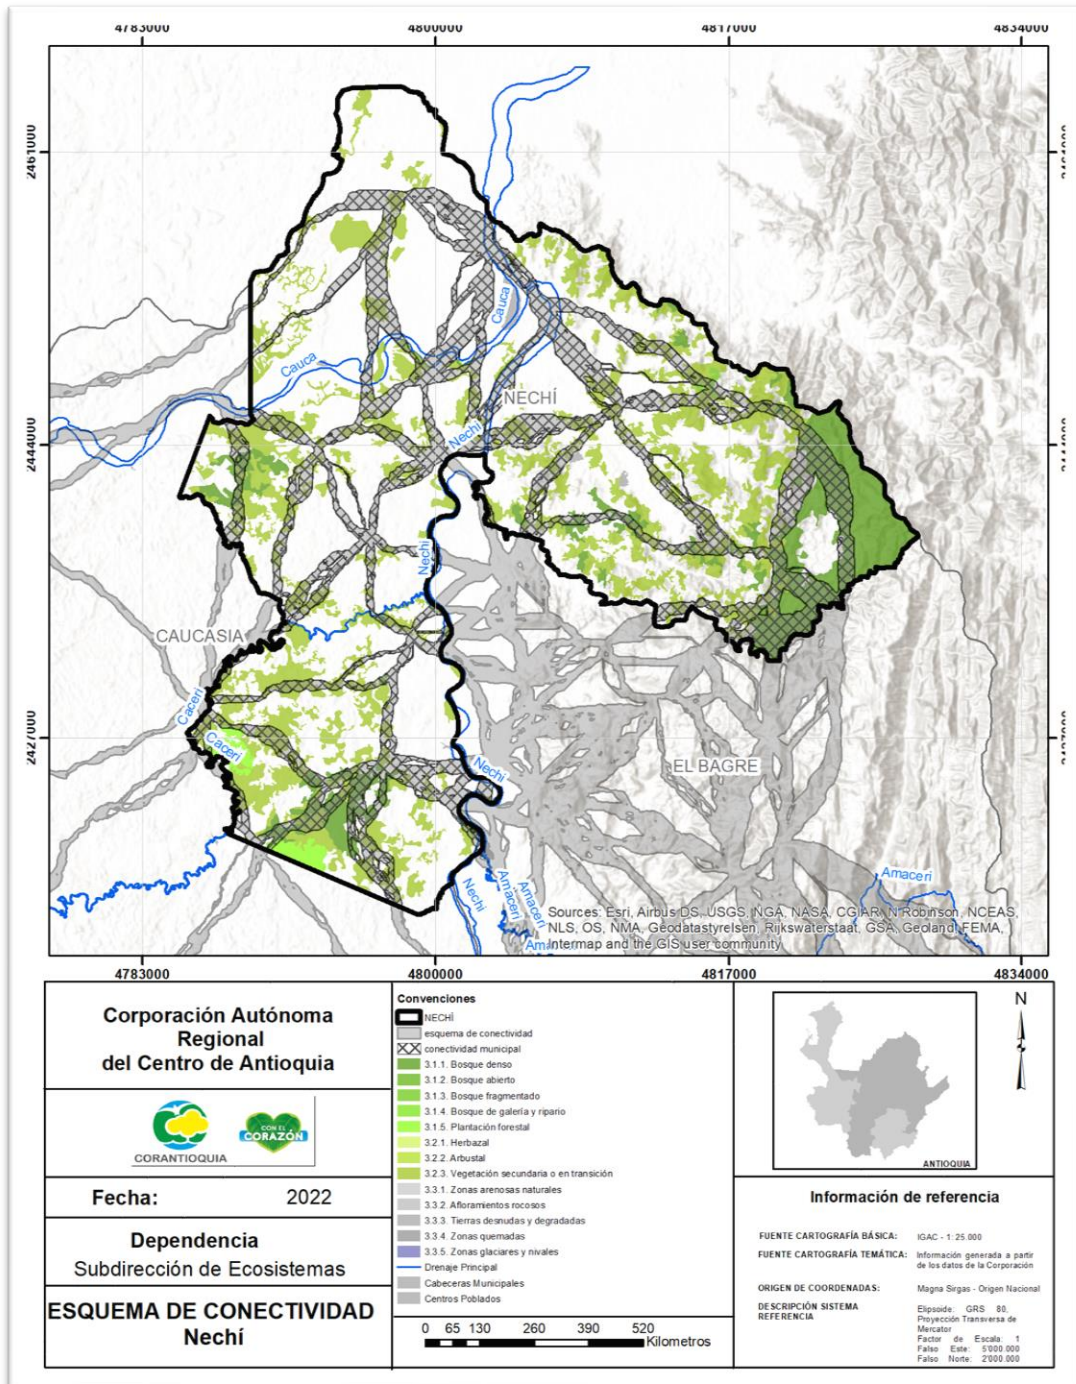 4783000 4800000 4817000 4834000
2461000
2461000
Cauca
Cauca
NECHÍ
Nechí
2444000
2444000
Nechí
CAUCASIA
Caceri
Caceri
2427000
2427000
EL BAGRE
Nechí
Amaceri
Amaceri
Amaceri
Nechí
Ama
Sources: Esri, Airbus DS, USGS, NGA, NASA, CGIAR, N Robinson, NCEAS,
NLS, OS, NMA, Geodatastyrelsen, Rijkswaterstaat, GSA, Geoland, FEMA,
Intermap and the GIS user community
4783000 4800000 4817000 4834000
Corporación Autónoma
Regional
del Centro de Antioquia
CORANTIOQUIA
CON EL
CORAZÓN
Fecha: 2022
Dependencia
Subdirección de Ecosistemas
ESQUEMA DE CONECTIVIDAD
Nechí
Convenciones
NECHÍ
esquema de conectividad
conectividad municipal
3.1.1. Bosque denso
3.1.2. Bosque abierto
3.1.3. Bosque fragmentado
3.1.4. Bosque de galería y ripario
3.1.5. Plantación forestal
3.2.1. Herbazal
3.2.2. Arbustal
3.2.3. Vegetación secundaria o en transición
3.3.1. Zonas arenosas naturales
3.3.2. Afloramientos rocosos
3.3.3. Tierras desnudas y degradadas
3.3.4. Zonas quemadas
3.3.5. Zonas glaciares y nivales
Drenaje Principal
Cabeceras Municipales
Centros Poblados
0 65 130 260 390 520
Kilometros
N
ANTIOQUIA
Información de referencia
FUENTE CARTOGRAFÍA BÁSICA: IGAC - 1:25.000
FUENTE CARTOGRAFÍA TEMÁTICA: Información generada a partir
de los datos de la Corporación
ORIGEN DE COORDENADAS: Magna Sirgas - Origen Nacional
DESCRIPCIÓN SISTEMA
REFERENCIA
Elipsoide: GRS 80,
Proyección Transversa de
Mercator
Factor de Escala: 1
Falso Este: 5'000.000
Falso Norte: 2'000.000